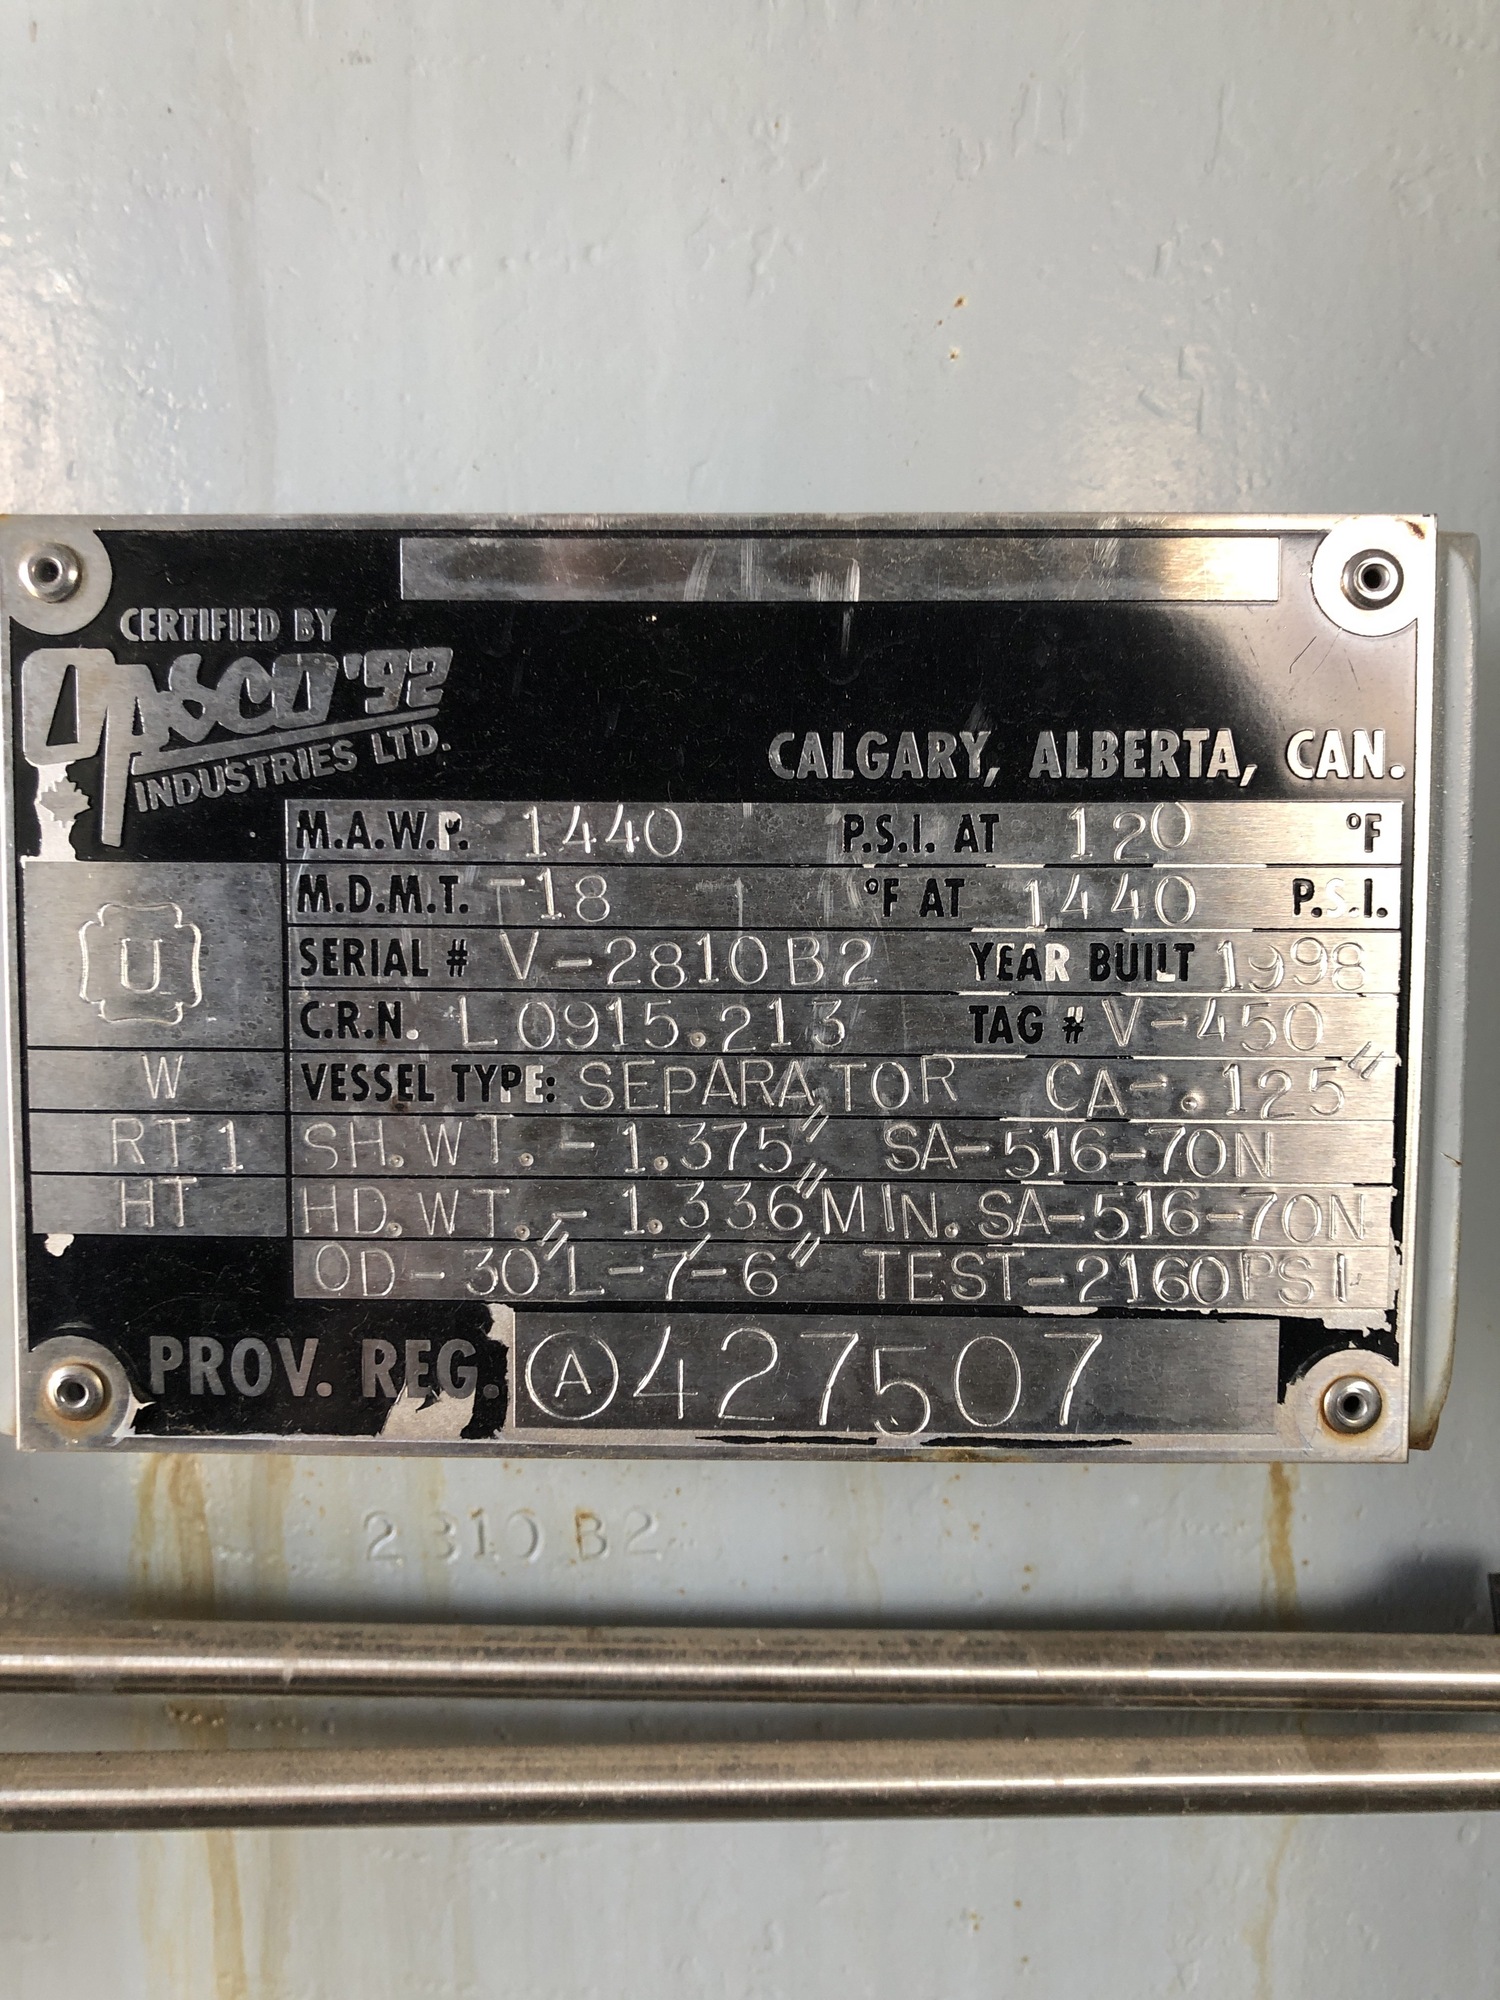 CERTIFIED BY
OPSCO '92
INDUSTRIES LTD.
CALGARY, ALBERTA, CAN.
M.A.W.P. 1440 P.S.I. AT 120 °F
M.D.M.T. -18 °F AT 1440 P.S.I.
U
SERIAL # V-2810B2 YEAR BUILT 1998
C.R.N. L0915.213 TAG # V-450
W
VESSEL TYPE: SEPARATOR CA-.125"
RT 1
SH.WT.-1.375" SA-516-70N
HT
HD.WT.-1.336" MIN. SA-516-70N
OD-30" L-7'-6" TEST-2160PSI
PROV. REG. A 427507
2810 B2